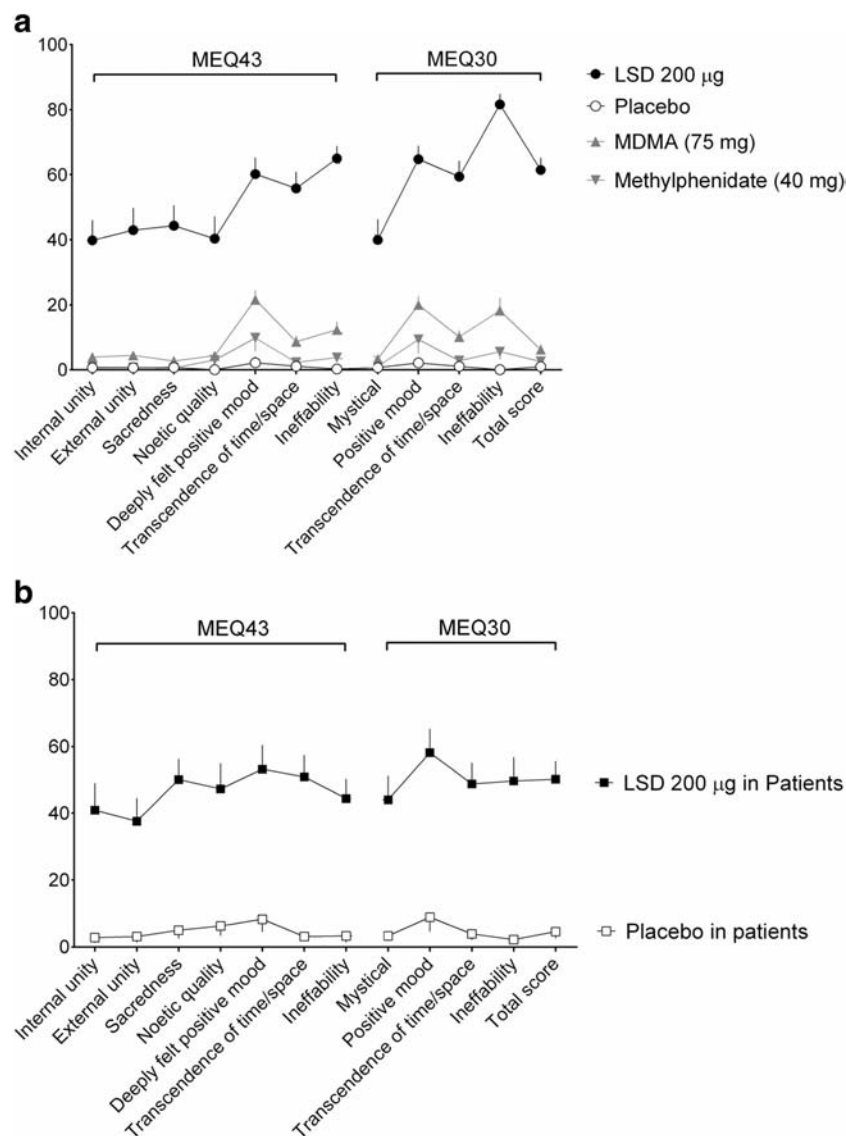 a
MEQ43
MEQ30
100
80
60
40
20
0
LSD 200 μg
Placebo
MDMA (75 mg)
Methylphenidate (40 mg)
Internal unity
External unity
Sacredness
Noetic quality
Deeply felt positive mood
Transcendence of time/space
Ineffability
Mystical
Positive mood
Transcendence of time/space
Ineffability
Total score
b
MEQ43
MEQ30
100
80
60
40
20
0
LSD 200 μg in Patients
Placebo in patients
Internal unity
External unity
Sacredness
Noetic quality
Deeply felt positive mood
Transcendence of time/space
Ineffability
Mystical
Positive mood
Transcendence of time/space
Ineffability
Total score